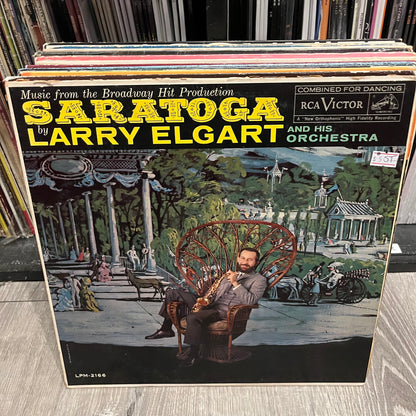 Music from the Broadway Hit Production
SARATOGA
by LARRY ELGART
AND HIS
ORCHESTRA
COMBINED FOR DANCING
RCA VICTOR
A "New Orthophonic" High Fidelity Recording
LPM-2166